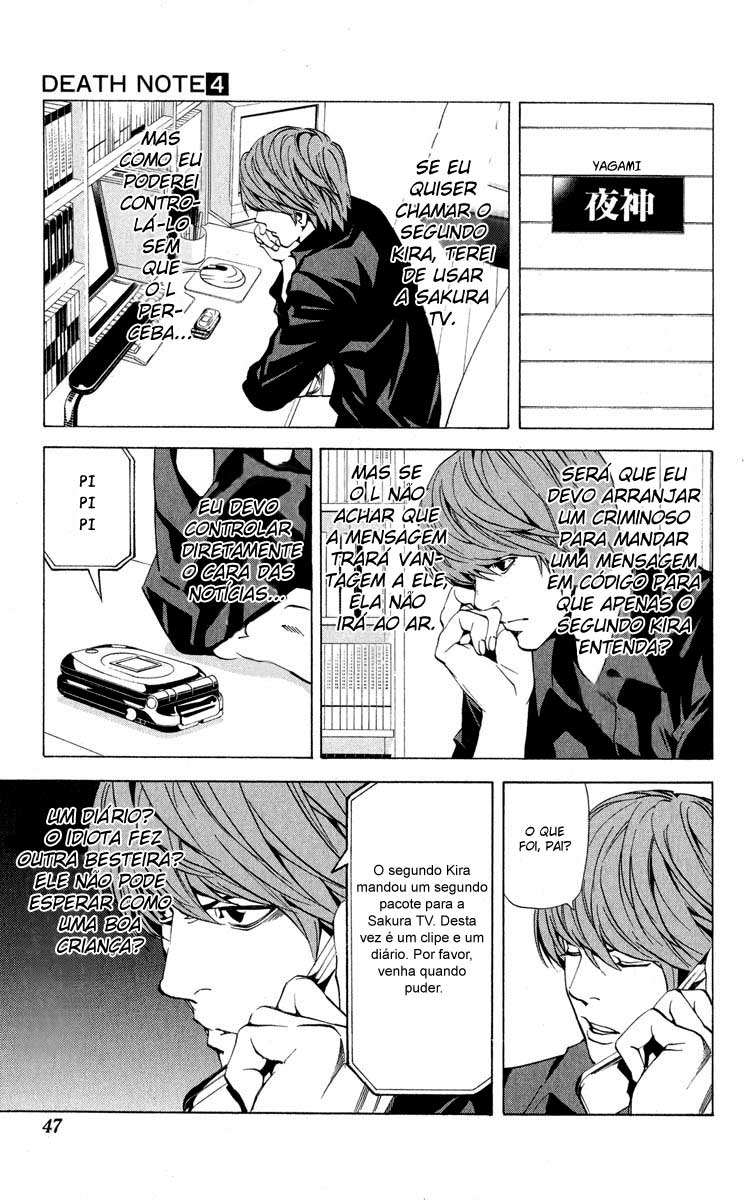 DEATH NOTE 4
YAGAMI
夜神
SE EU
QUISER
CHAMAR O
SEGUNDO
KIRA, TEREI
DE USAR
A SAKURA
TV.
MAS
COMO EU
PODEREI
CONTRO-
LÁ-LO
SEM
QUE
O L
PER-
CEBA...
SERÁ QUE EU
DEVO ARRANJAR
UM CRIMINOSO
PARA MANDAR
UMA MENSAGEM
EM CÓDIGO PARA
QUE APENAS O
SEGUNDO KIRA
ENTENDA?
MAS SE
O L NÃO
ACHAR QUE
A MENSAGEM
TRARÁ VAN-
TAGEM A ELE,
ELA NÃO
IRÁ AO AR.
EU DEVO
CONTROLAR
DIRETAMENTE
O CARA DAS
NOTÍCIAS...
PI
PI
PI
O QUE
FOI, PAI?
O segundo Kira
mandou um segundo
pacote para a
Sakura TV. Desta
vez é um clipe e um
diário. Por favor,
venha quando
puder.
UM DIÁRIO?
O IDIOTA FEZ
OUTRA BESTEIRA?
ELE NÃO PODE
ESPERAR COMO
UMA BOA
CRIANÇA?
47